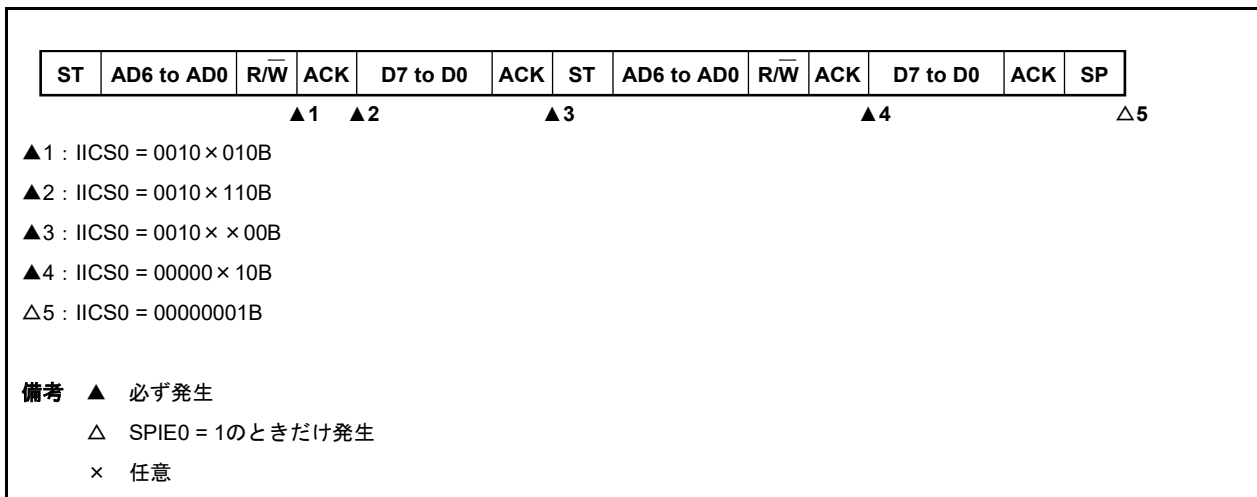 ST AD6 to AD0 R/W̅ ACK D7 to D0 ACK ST AD6 to AD0 R/W̅ ACK D7 to D0 ACK SP
▲1 ▲2 ▲3 ▲4 △5
▲1：IICS0 = 0010×010B
▲2：IICS0 = 0010×110B
▲3：IICS0 = 0010××00B
▲4：IICS0 = 00000×10B
△5：IICS0 = 00000001B
備考 ▲ 必ず発生
△ SPIE0 = 1のときだけ発生
× 任意